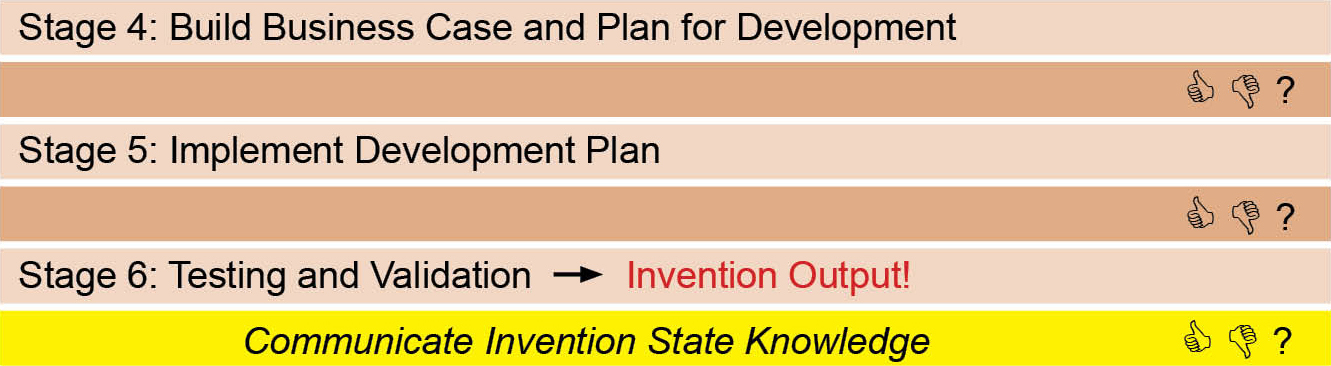 Stage 4: Build Business Case and Plan for Development
👍 👎 ?
Stage 5: Implement Development Plan
👍 👎 ?
Stage 6: Testing and Validation → Invention Output!
Communicate Invention State Knowledge 👍 👎 ?